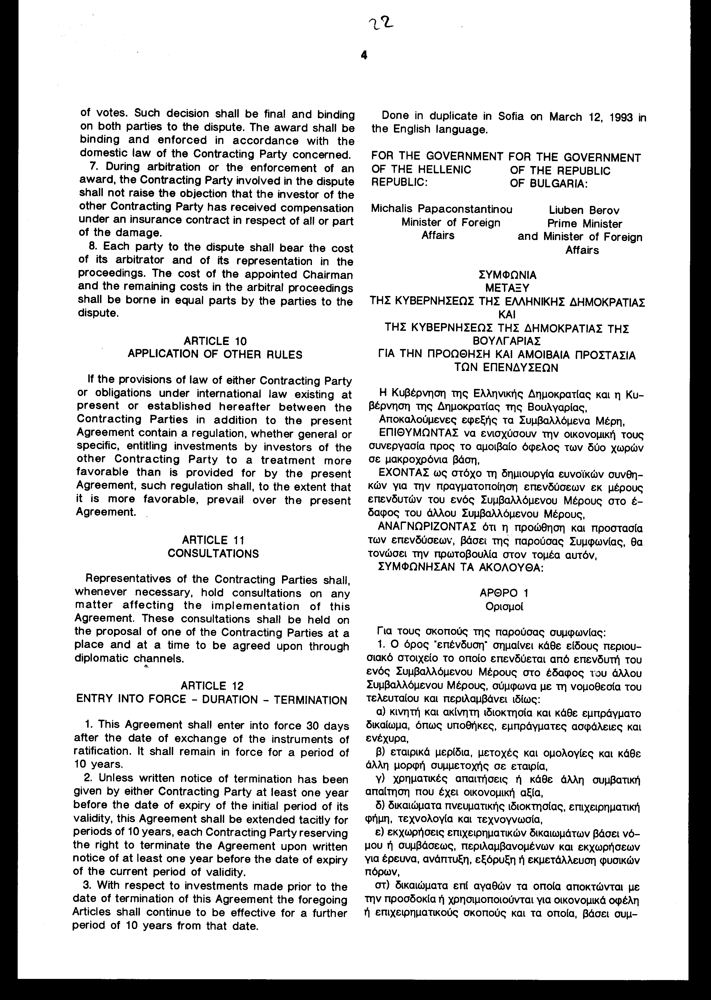 22
4
of votes. Such decision shall be final and binding
on both parties to the dispute. The award shall be
binding and enforced in accordance with the
domestic law of the Contracting Party concerned.
7. During arbitration or the enforcement of an
award, the Contracting Party involved in the dispute
shall not raise the objection that the investor of the
other Contracting Party has received compensation
under an insurance contract in respect of all or part
of the damage.
8. Each party to the dispute shall bear the cost
of its arbitrator and of its representation in the
proceedings. The cost of the appointed Chairman
and the remaining costs in the arbitral proceedings
shall be borne in equal parts by the parties to the
dispute.
ARTICLE 10
APPLICATION OF OTHER RULES
If the provisions of law of either Contracting Party
or obligations under international law existing at
present or established hereafter between the
Contracting Parties in addition to the present
Agreement contain a regulation, whether general or
specific, entitling investments by investors of the
other Contracting Party to a treatment more
favorable than is provided for by the present
Agreement, such regulation shall, to the extent that
it is more favorable, prevail over the present
Agreement.
ARTICLE 11
CONSULTATIONS
Representatives of the Contracting Parties shall,
whenever necessary, hold consultations on any
matter affecting the implementation of this
Agreement. These consultations shall be held on
the proposal of one of the Contracting Parties at a
place and at a time to be agreed upon through
diplomatic channels.
ARTICLE 12
ENTRY INTO FORCE – DURATION – TERMINATION
1. This Agreement shall enter into force 30 days
after the date of exchange of the instruments of
ratification. It shall remain in force for a period of
10 years.
2. Unless written notice of termination has been
given by either Contracting Party at least one year
before the date of expiry of the initial period of its
validity, this Agreement shall be extended tacitly for
periods of 10 years, each Contracting Party reserving
the right to terminate the Agreement upon written
notice of at least one year before the date of expiry
of the current period of validity.
3. With respect to investments made prior to the
date of termination of this Agreement the foregoing
Articles shall continue to be effective for a further
period of 10 years from that date.
Done in duplicate in Sofia on March 12, 1993 in
the English language.
FOR THE GOVERNMENT FOR THE GOVERNMENT
OF THE HELLENIC OF THE REPUBLIC
REPUBLIC: OF BULGARIA:
Michalis Papaconstantinou Liuben Berov
Minister of Foreign Prime Minister
Affairs and Minister of Foreign
Affairs
ΣΥΜΦΩΝΙΑ
ΜΕΤΑΞΥ
ΤΗΣ ΚΥΒΕΡΝΗΣΕΩΣ ΤΗΣ ΕΛΛΗΝΙΚΗΣ ΔΗΜΟΚΡΑΤΙΑΣ
ΚΑΙ
ΤΗΣ ΚΥΒΕΡΝΗΣΕΩΣ ΤΗΣ ΔΗΜΟΚΡΑΤΙΑΣ ΤΗΣ
ΒΟΥΛΓΑΡΙΑΣ
ΓΙΑ ΤΗΝ ΠΡΟΩΘΗΣΗ ΚΑΙ ΑΜΟΙΒΑΙΑ ΠΡΟΣΤΑΣΙΑ
ΤΩΝ ΕΠΕΝΔΥΣΕΩΝ
Η Κυβέρνηση της Ελληνικής Δημοκρατίας και η Κυ-
βέρνηση της Δημοκρατίας της Βουλγαρίας,
Αποκαλούμενες εφεξής τα Συμβαλλόμενα Μέρη,
ΕΠΙΘΥΜΩΝΤΑΣ να ενισχύσουν την οικονομική τους
συνεργασία προς το αμοιβαίο όφελος των δύο χωρών
σε μακροχρόνια βάση,
ΕΧΟΝΤΑΣ ως στόχο τη δημιουργία ευνοϊκών συνθη-
κών για την πραγματοποίηση επενδύσεων εκ μέρους
επενδυτών του ενός Συμβαλλόμενου Μέρους στο έ-
δαφος του άλλου Συμβαλλόμενου Μέρους,
ΑΝΑΓΝΩΡΙΖΟΝΤΑΣ ότι η προώθηση και προστασία
των επενδύσεων, βάσει της παρούσας Συμφωνίας, θα
τονώσει την πρωτοβουλία στον τομέα αυτόν,
ΣΥΜΦΩΝΗΣΑΝ ΤΑ ΑΚΟΛΟΥΘΑ:
ΑΡΘΡΟ 1
Ορισμοί
Για τους σκοπούς της παρούσας συμφωνίας:
1. Ο όρος "επένδυση" σημαίνει κάθε είδους περιου-
σιακό στοιχείο το οποίο επενδύεται από επενδυτή του
ενός Συμβαλλόμενου Μέρους στο έδαφος του άλλου
Συμβαλλόμενου Μέρους, σύμφωνα με τη νομοθεσία του
τελευταίου και περιλαμβάνει ιδίως:
α) κινητή και ακίνητη ιδιοκτησία και κάθε εμπράγματο
δικαίωμα, όπως υποθήκες, εμπράγματες ασφάλειες και
ενέχυρα,
β) εταιρικά μερίδια, μετοχές και ομολογίες και κάθε
άλλη μορφή συμμετοχής σε εταιρία,
γ) χρηματικές απαιτήσεις ή κάθε άλλη συμβατική
απαίτηση που έχει οικονομική αξία,
δ) δικαιώματα πνευματικής ιδιοκτησίας, επιχειρηματική
φήμη, τεχνολογία και τεχνογνωσία,
ε) εκχωρήσεις επιχειρηματικών δικαιωμάτων βάσει νό-
μου ή συμβάσεως, περιλαμβανομένων και εκχωρήσεων
για έρευνα, ανάπτυξη, εξόρυξη ή εκμετάλλευση φυσικών
πόρων,
στ) δικαιώματα επί αγαθών τα οποία αποκτώνται με
την προσδοκία ή χρησιμοποιούνται για οικονομικά οφέλη
ή επιχειρηματικούς σκοπούς και τα οποία, βάσει συμ-